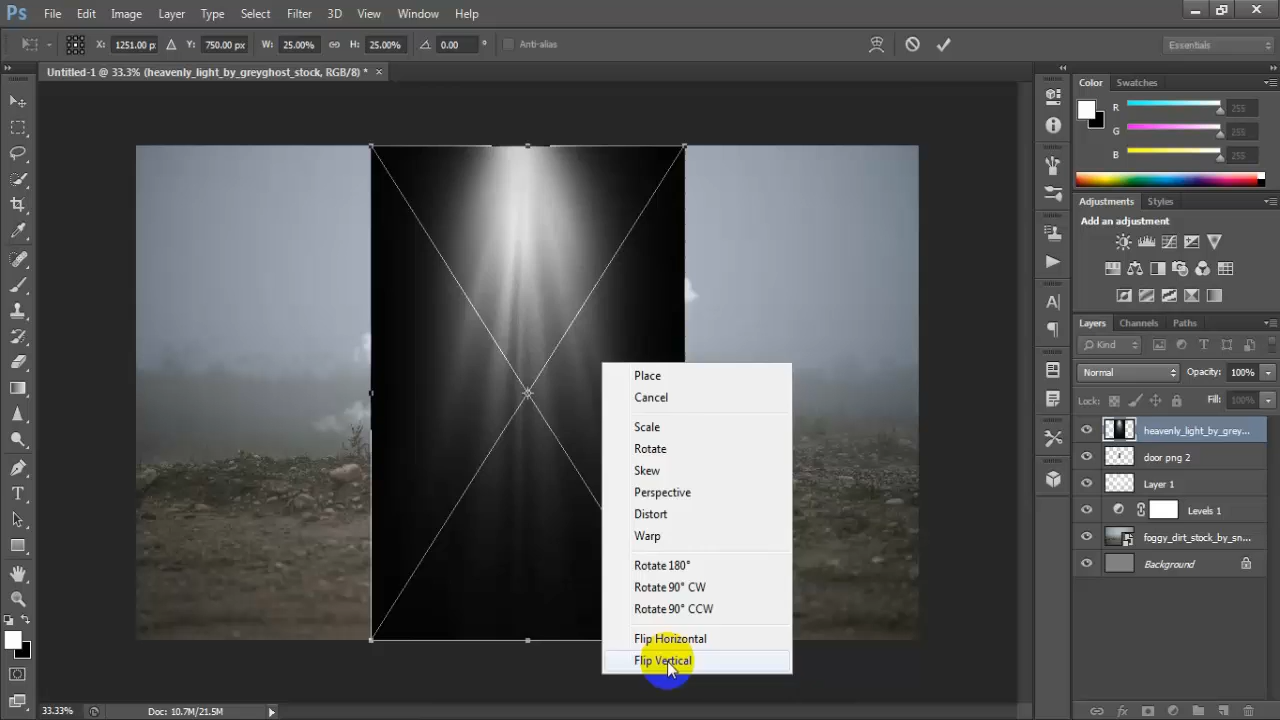 Ps File Edit Image Layer Type Select Filter 3D View Window Help
X: 1251.00 p Y: 750.00 px W: 25.00% H: 25.00% 0.00 ° Anti-alias Essentials
Untitled-1 @ 33.3% (heavenly_light_by_greyghost_stock, RGB/8) * ×
Color Swatches
R 255
G 255
B 255
Adjustments Styles
Add an adjustment
Layers Channels Paths
Kind
Normal Opacity: 100%
Lock: Fill: 100%
heavenly_light_by_grey...
door png 2
Layer 1
Levels 1
foggy_dirt_stock_by_sn...
Background
Place
Cancel
Scale
Rotate
Skew
Perspective
Distort
Warp
Rotate 180°
Rotate 90° CW
Rotate 90° CCW
Flip Horizontal
Flip Vertical
33.33% Doc: 10.7M/21.5M